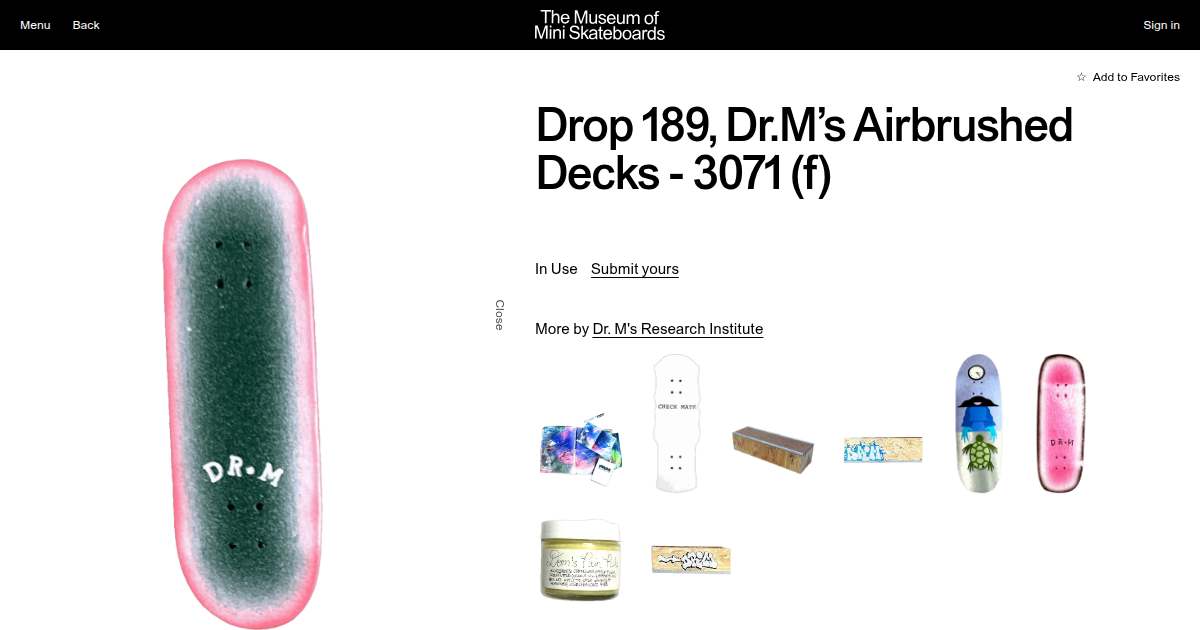 Menu
Back
The Museum of
Mini Skateboards
Sign in
☆ Add to Favorites
Drop 189, Dr.M’s Airbrushed
Decks - 3071 (f)
In Use
Submit yours
Close
More by Dr. M's Research Institute
DR•M
CHECK MATE
DR•M